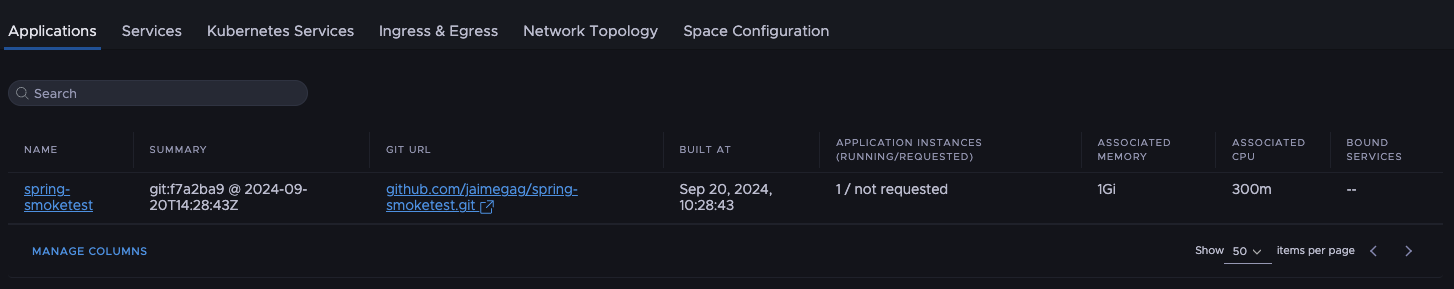 Applications Services Kubernetes Services Ingress & Egress Network Topology Space Configuration
Search
NAME SUMMARY GIT URL BUILT AT APPLICATION INSTANCES (RUNNING/REQUESTED) ASSOCIATED MEMORY ASSOCIATED CPU BOUND SERVICES
spring- git:f7a2ba9 @ 2024-09- github.com/jaimegag/spring- Sep 20, 2024, 1 / not requested 1Gi 300m --
smoketest 20T14:28:43Z smoketest.git 10:28:43
MANAGE COLUMNS Show 50 items per page